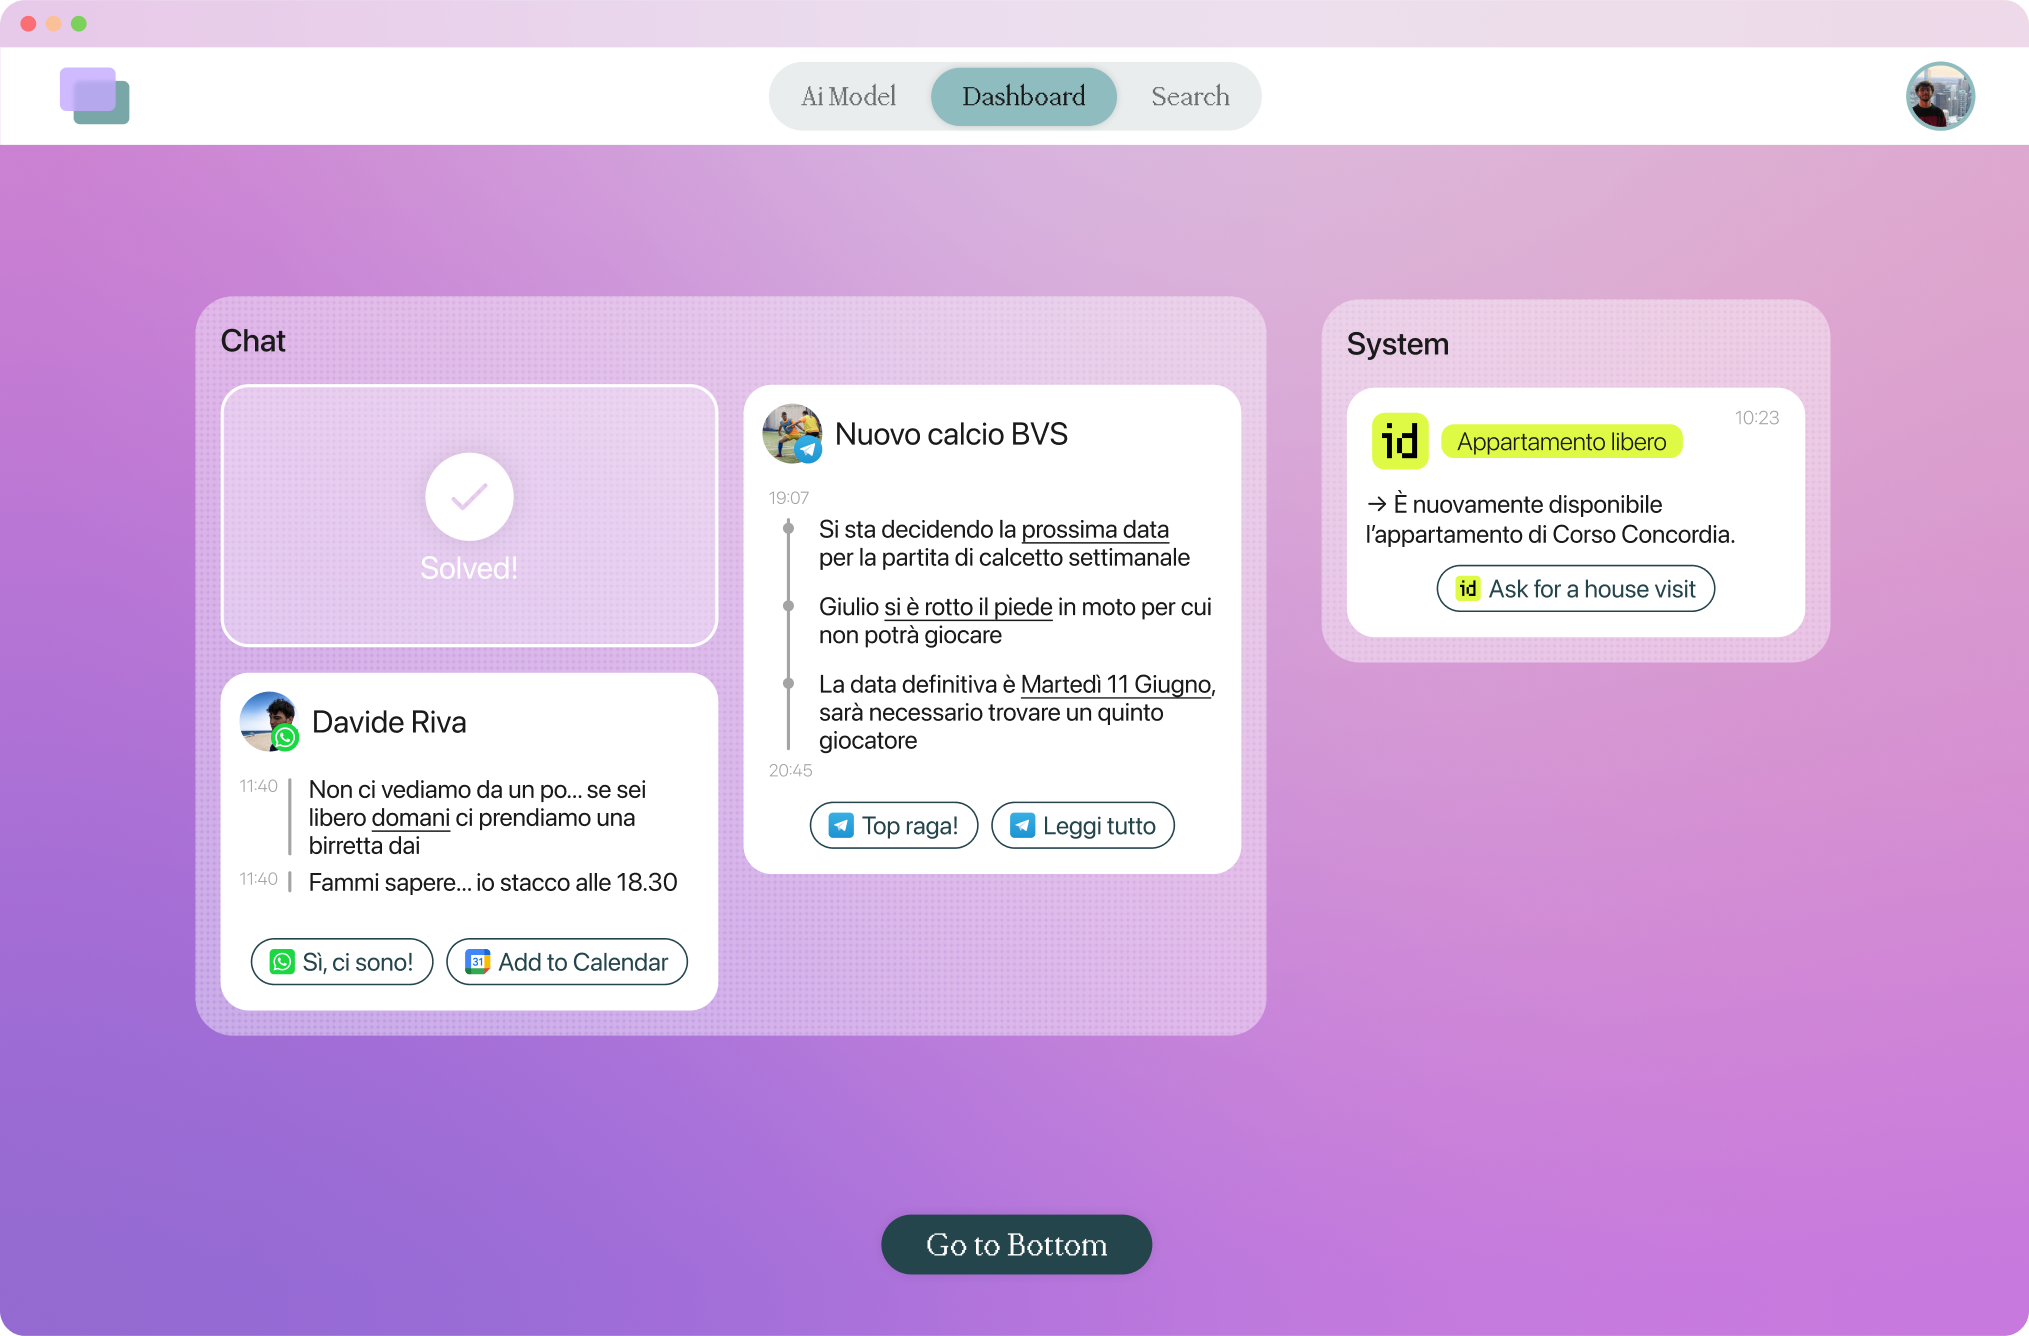 Ai Model
Dashboard
Search
Chat
Solved!
Davide Riva
11:40
Non ci vediamo da un po... se sei
libero domani ci prendiamo una
birretta dai
11:40
Fammi sapere... io stacco alle 18.30
Sì, ci sono!
31
Add to Calendar
Nuovo calcio BVS
19:07
Si sta decidendo la prossima data
per la partita di calcetto settimanale
Giulio si è rotto il piede in moto per cui
non potrà giocare
La data definitiva è Martedì 11 Giugno,
sarà necessario trovare un quinto
giocatore
20:45
Top raga!
Leggi tutto
System
10:23
id
Appartamento libero
→ È nuovamente disponibile
l'appartamento di Corso Concordia.
id
Ask for a house visit
Go to Bottom